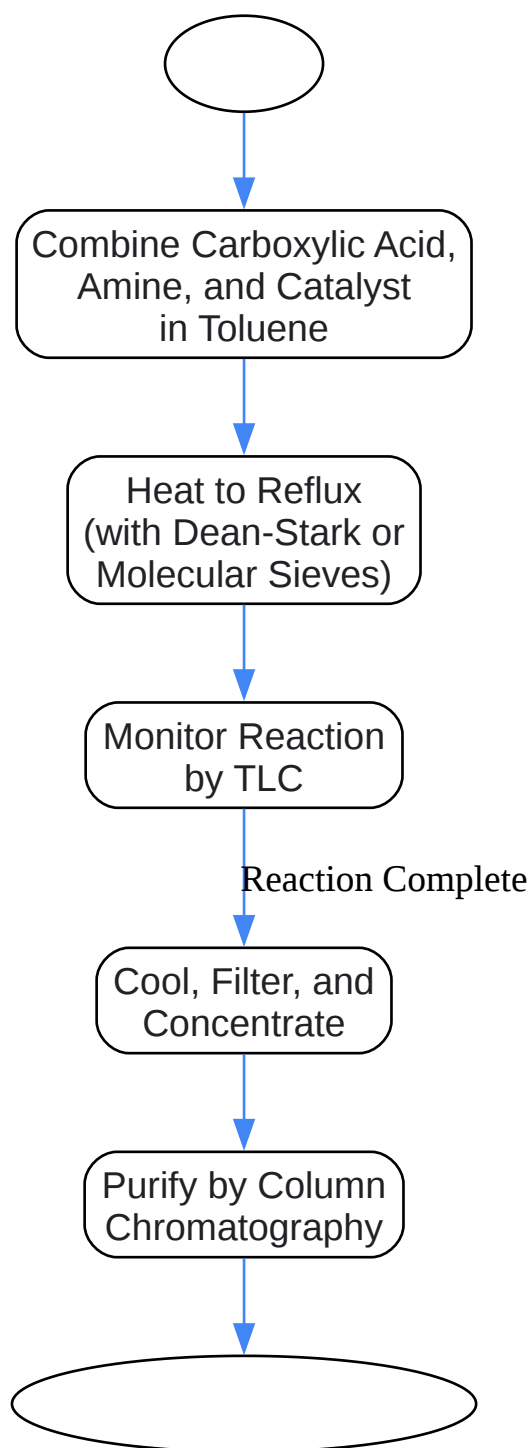 Combine Carboxylic Acid,
Amine, and Catalyst
in Toluene
Heat to Reflux
(with Dean-Stark or
Molecular Sieves)
Monitor Reaction
by TLC
Reaction Complete
Cool, Filter, and
Concentrate
Purify by Column
Chromatography